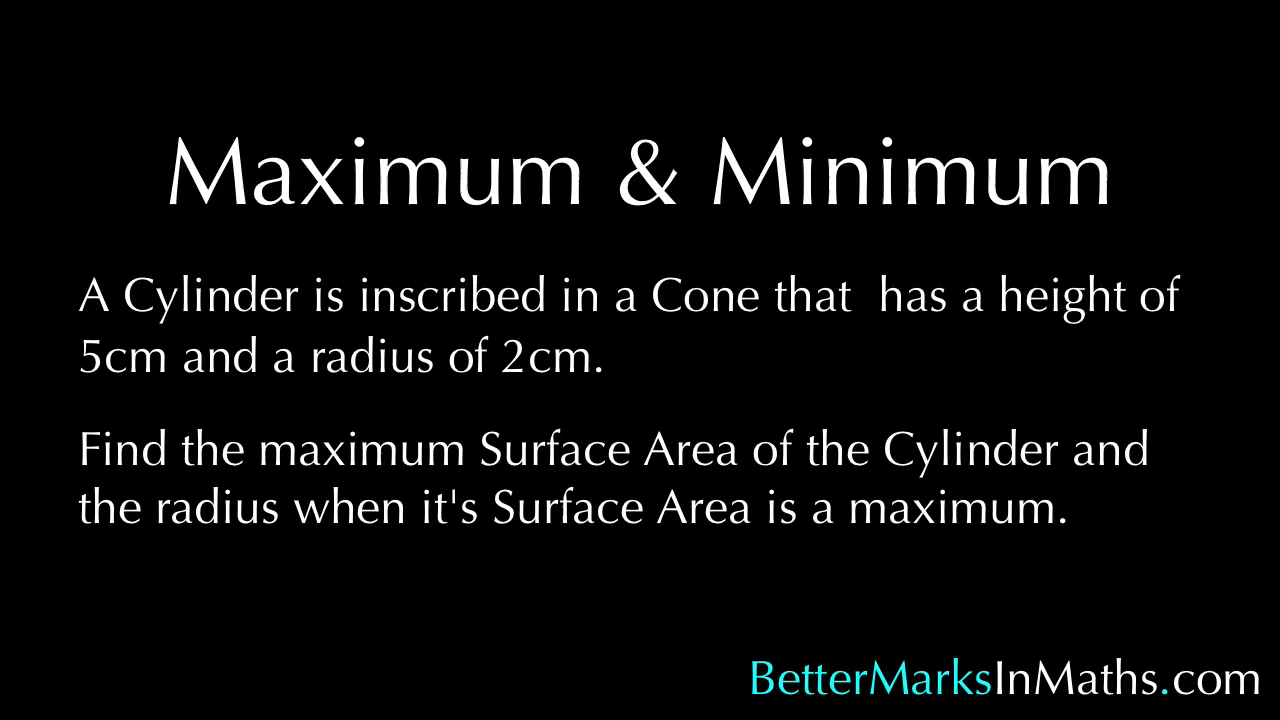 Maximum & Minimum
A Cylinder is inscribed in a Cone that  has a height of
5cm and a radius of 2cm.
Find the maximum Surface Area of the Cylinder and
the radius when it's Surface Area is a maximum.
BetterMarksInMaths.com